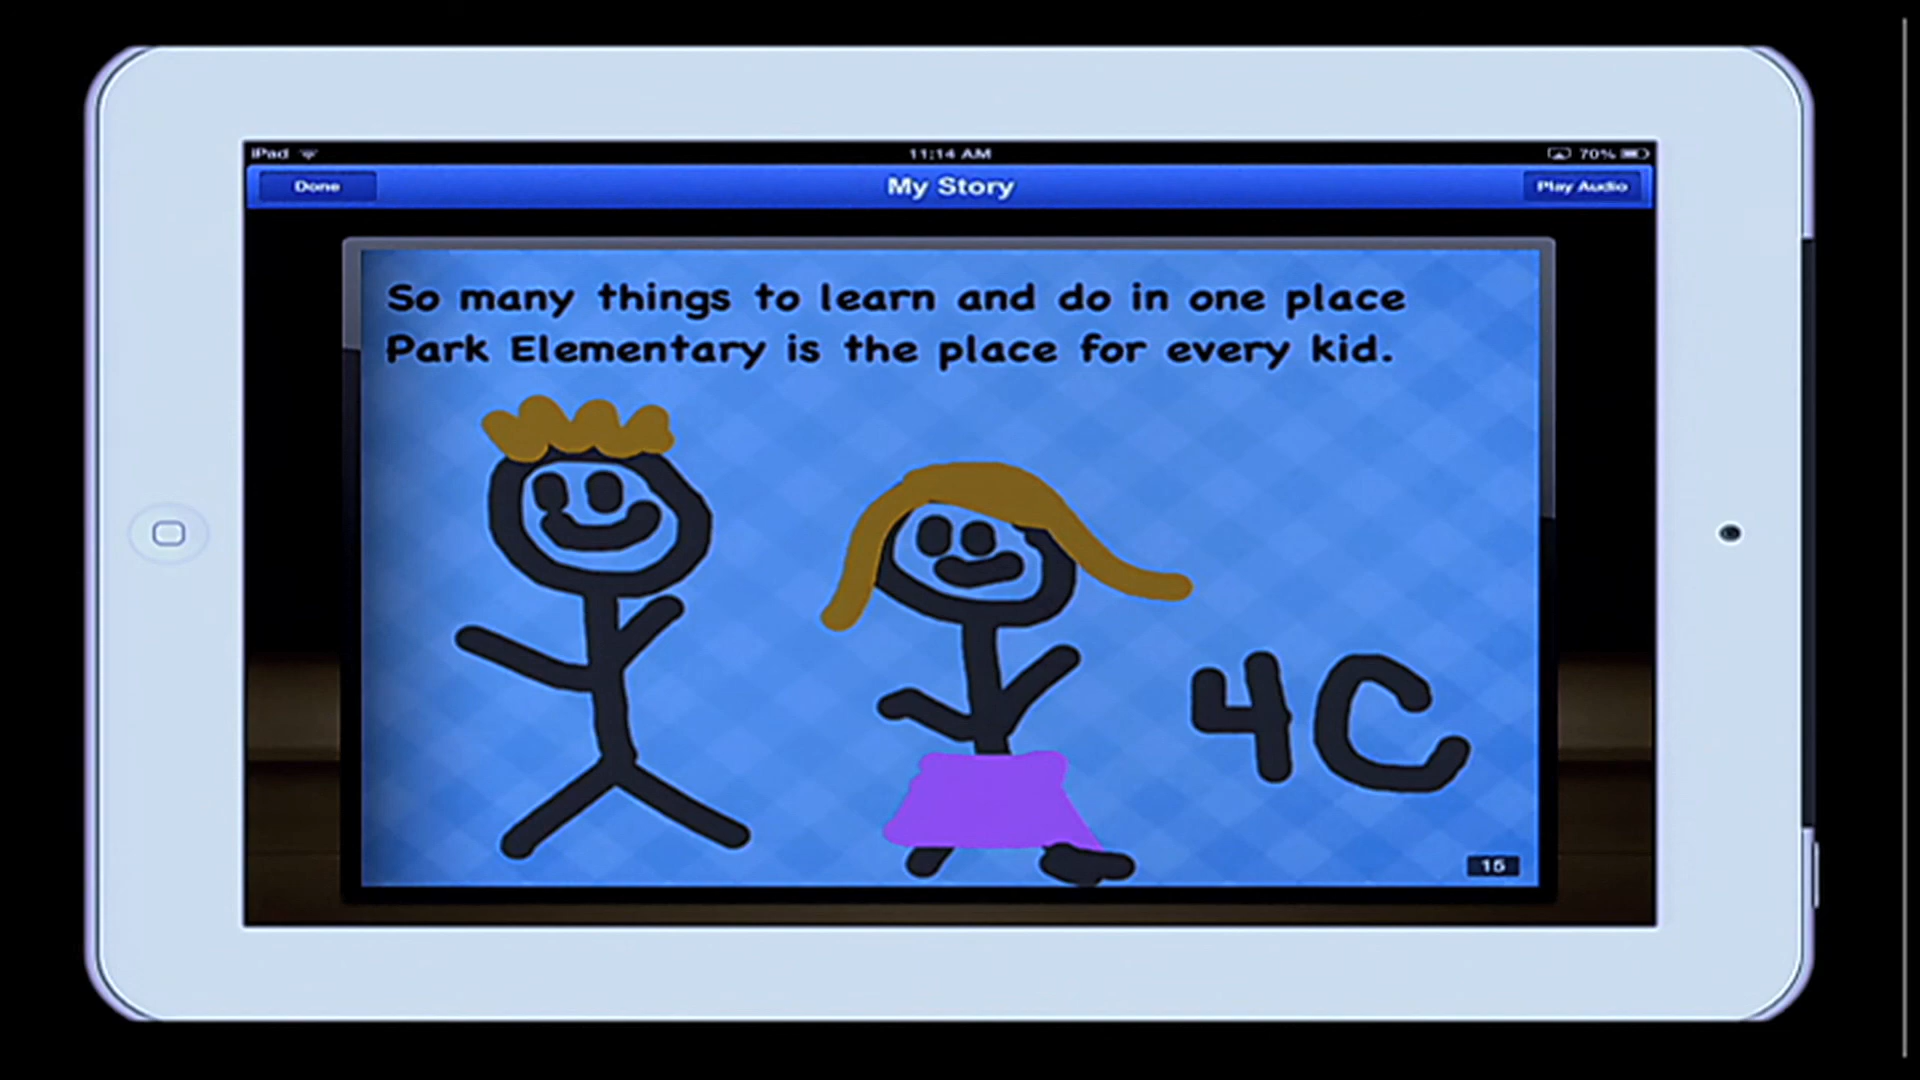 iPad
11:14 AM
70%
Done
My Story
Play Audio
So many things to learn and do in one place
Park Elementary is the place for every kid.
4C
15